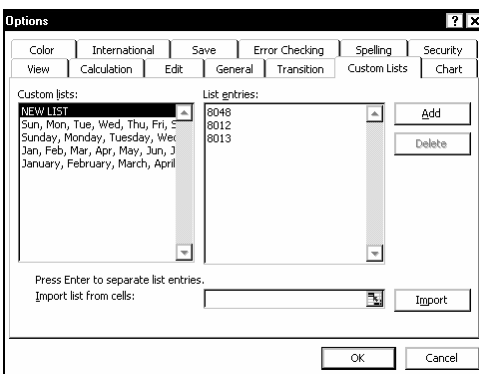 Options
Color International Save Error Checking Spelling Security
View Calculation Edit General Transition Custom Lists Chart
Custom lists: List entries:
NEW LIST
Sun, Mon, Tue, Wed, Thu, Fri, S
Sunday, Monday, Tuesday, Wed
Jan, Feb, Mar, Apr, May, Jun, J
January, February, March, April
8048
8012
8013
Add
Delete
Press Enter to separate list entries.
Import list from cells:
Import
OK Cancel